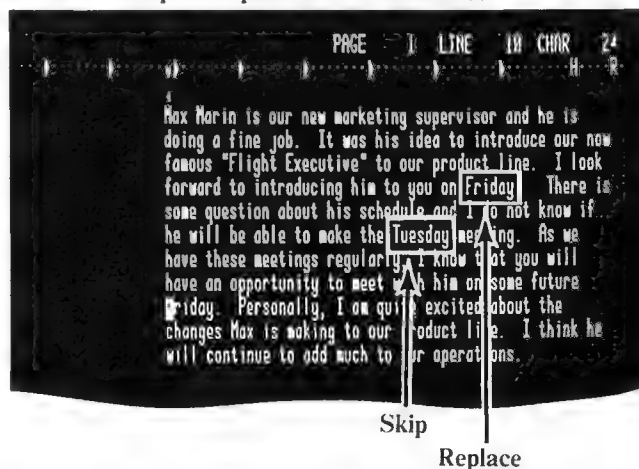 PAGE 1 LINE 10 CHAR 24
H R
Max Marin is our new marketing supervisor and he is
doing a fine job. It was his idea to introduce our now
famous "Flight Executive" to our product line. I look
forward to introducing him to you on Friday. There is
some question about his schedule and I do not know if
he will be able to make the Tuesday meeting. As we
have these meetings regularly, I know that you will
have an opportunity to meet with him on some future
Friday. Personally, I am quite excited about the
changes Max is making to our product line. I think he
will continue to add much to our operations.
Skip
Replace